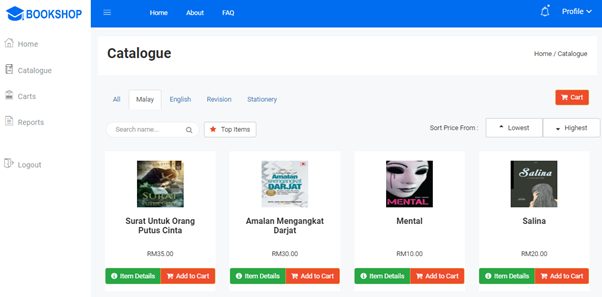 BOOKSHOP
Home About FAQ Profile
Home
Catalogue
Carts
Reports
Logout
Catalogue
Home / Catalogue
All Malay English Revision Stationery
Cart
Search name...
Top Items
Sort Price From :
Lowest
Highest
SURAT
Amalan
Mengangkat
DARJAT
MENTAL
Salina
Surat Untuk Orang
Putus Cinta
Amalan Mengangkat
Darjat
Mental
Salina
RM35.00
RM30.00
RM10.00
RM20.00
Item Details Add to Cart
Item Details Add to Cart
Item Details Add to Cart
Item Details Add to Cart